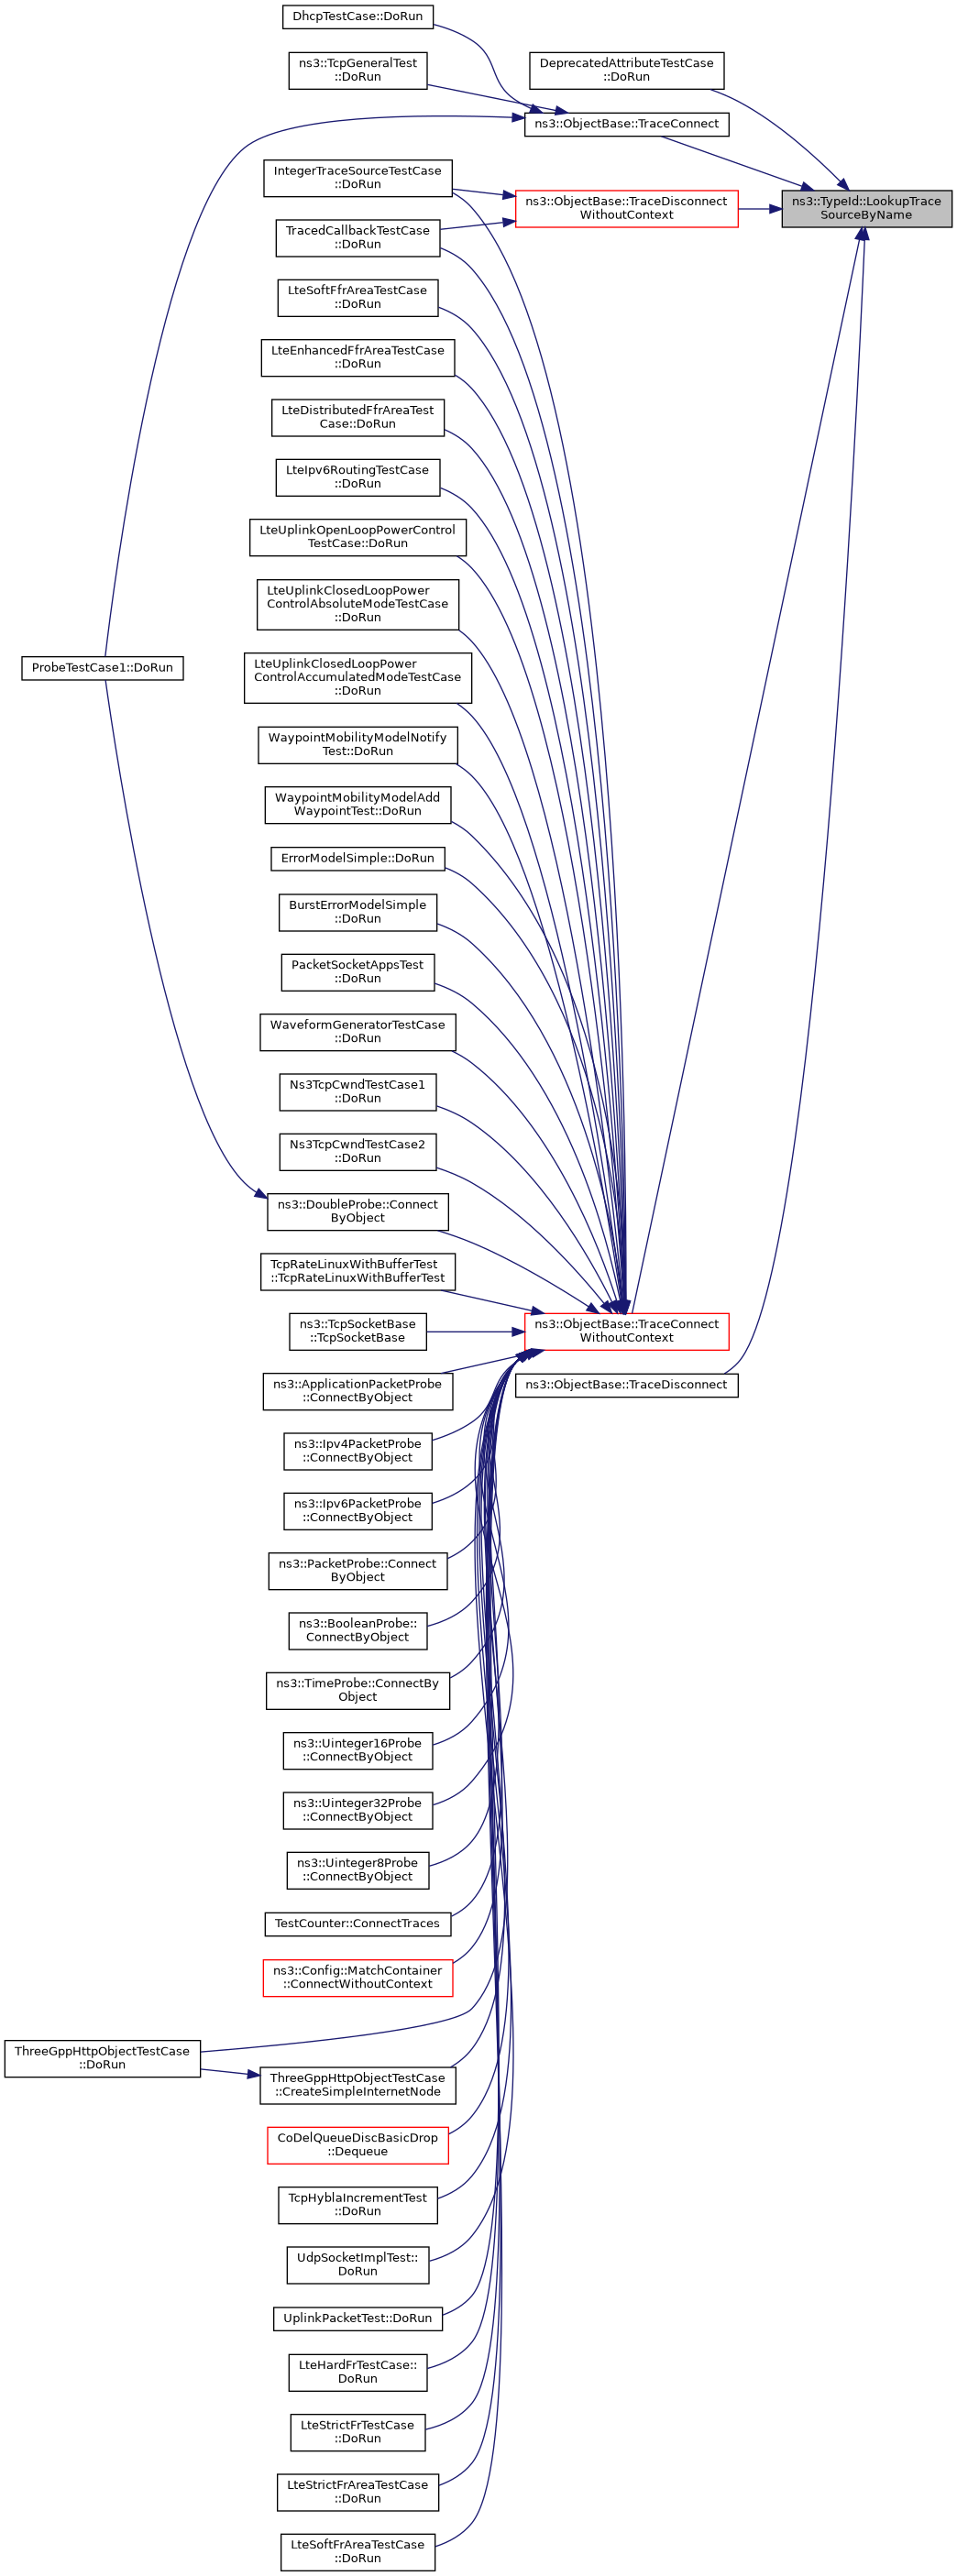 DhcpTestCase::DoRun
ns3::TcpGeneralTest
::DoRun
DeprecatedAttributeTestCase
::DoRun
ns3::ObjectBase::TraceConnect
IntegerTraceSourceTestCase
::DoRun
ns3::ObjectBase::TraceDisconnect
WithoutContext
ns3::TypeId::LookupTrace
SourceByName
TracedCallbackTestCase
::DoRun
LteSoftFfrAreaTestCase
::DoRun
LteEnhancedFfrAreaTestCase
::DoRun
LteDistributedFfrAreaTest
Case::DoRun
LteIpv6RoutingTestCase
::DoRun
LteUplinkOpenLoopPowerControl
TestCase::DoRun
LteUplinkClosedLoopPower
ControlAbsoluteModeTestCase
::DoRun
LteUplinkClosedLoopPower
ControlAccumulatedModeTestCase
::DoRun
ProbeTestCase1::DoRun
WaypointMobilityModelNotify
Test::DoRun
WaypointMobilityModelAdd
WaypointTest::DoRun
ErrorModelSimple::DoRun
BurstErrorModelSimple
::DoRun
PacketSocketAppsTest
::DoRun
WaveformGeneratorTestCase
::DoRun
Ns3TcpCwndTestCase1
::DoRun
Ns3TcpCwndTestCase2
::DoRun
ns3::DoubleProbe::Connect
ByObject
TcpRateLinuxWithBufferTest
::TcpRateLinuxWithBufferTest
ns3::TcpSocketBase
::TcpSocketBase
ns3::ObjectBase::TraceConnect
WithoutContext
ns3::ApplicationPacketProbe
::ConnectByObject
ns3::ObjectBase::TraceDisconnect
ns3::Ipv4PacketProbe
::ConnectByObject
ns3::Ipv6PacketProbe
::ConnectByObject
ns3::PacketProbe::Connect
ByObject
ns3::BooleanProbe::
ConnectByObject
ns3::TimeProbe::ConnectBy
Object
ns3::Uinteger16Probe
::ConnectByObject
ns3::Uinteger32Probe
::ConnectByObject
ns3::Uinteger8Probe
::ConnectByObject
TestCounter::ConnectTraces
ns3::Config::MatchContainer
::ConnectWithoutContext
ThreeGppHttpObjectTestCase
::DoRun
ThreeGppHttpObjectTestCase
::CreateSimpleInternetNode
CoDelQueueDiscBasicDrop
::Dequeue
TcpHyblaIncrementTest
::DoRun
UdpSocketImplTest::
DoRun
UplinkPacketTest::DoRun
LteHardFrTestCase::
DoRun
LteStrictFrTestCase
::DoRun
LteStrictFrAreaTestCase
::DoRun
LteSoftFrAreaTestCase
::DoRun